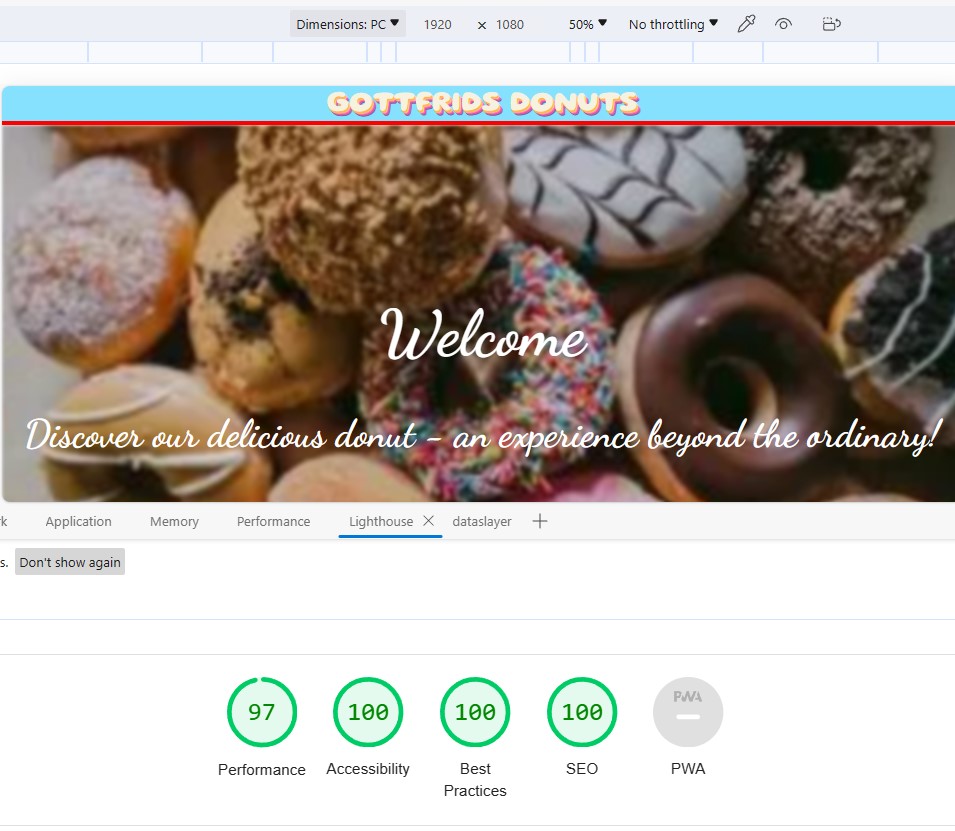 Dimensions: PC ▼ 1920 × 1080 50% ▼ No throttling ▼
GOTTFRIDS DONUTS
Welcome
Discover our delicious donut - an experience beyond the ordinary!
k Application Memory Performance Lighthouse × dataslayer +
s. Don't show again
97 100 100 100 PWA
Performance Accessibility Best SEO PWA
Practices